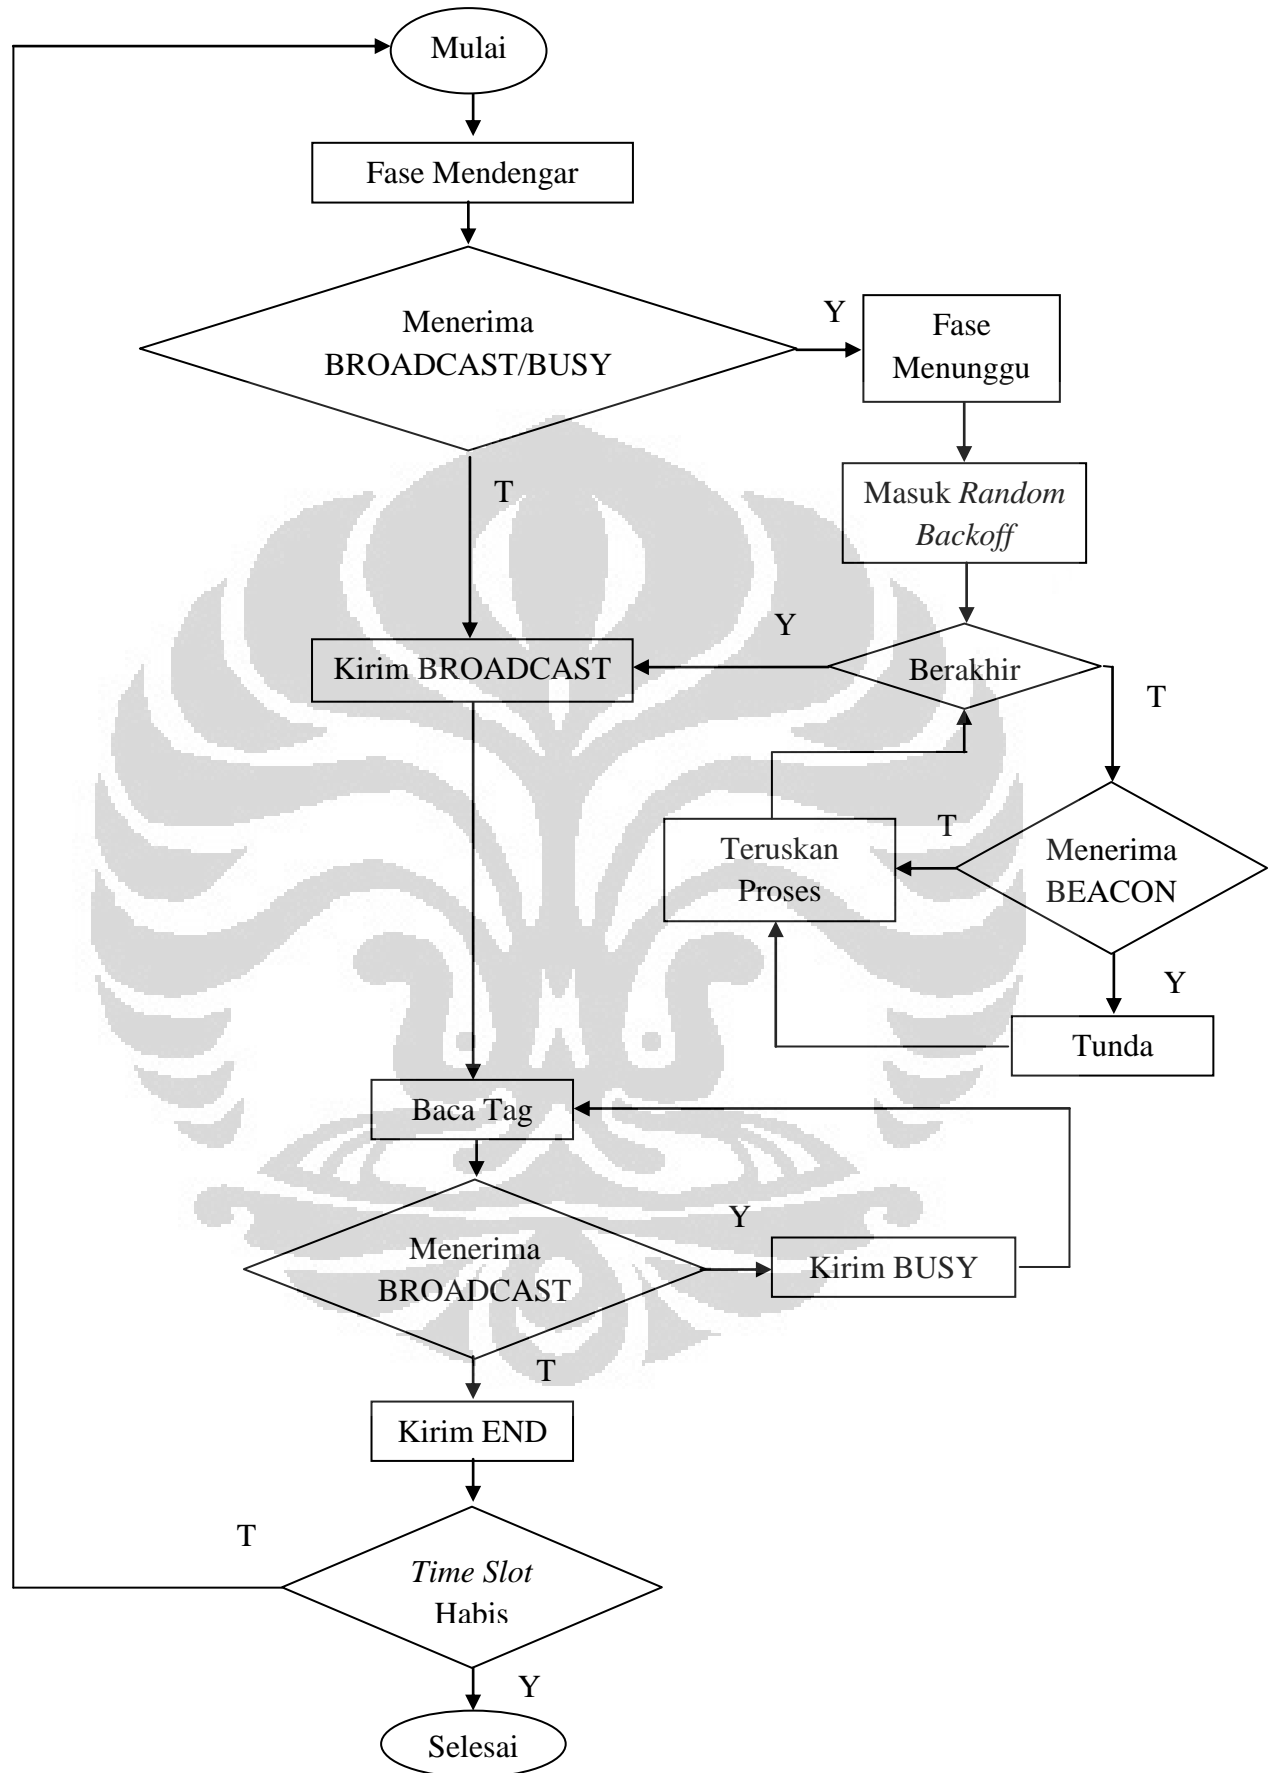 Mulai
Fase Mendengar
Menerima
BROADCAST/BUSY
Y
Fase
Menunggu
T
Masuk Random
Backoff
Y
Kirim BROADCAST
Berakhir
T
Teruskan
Proses
T
Menerima
BEACON
Y
Tunda
Baca Tag
Menerima
BROADCAST
Y
Kirim BUSY
T
Kirim END
T
Time Slot
Habis
Y
Selesai